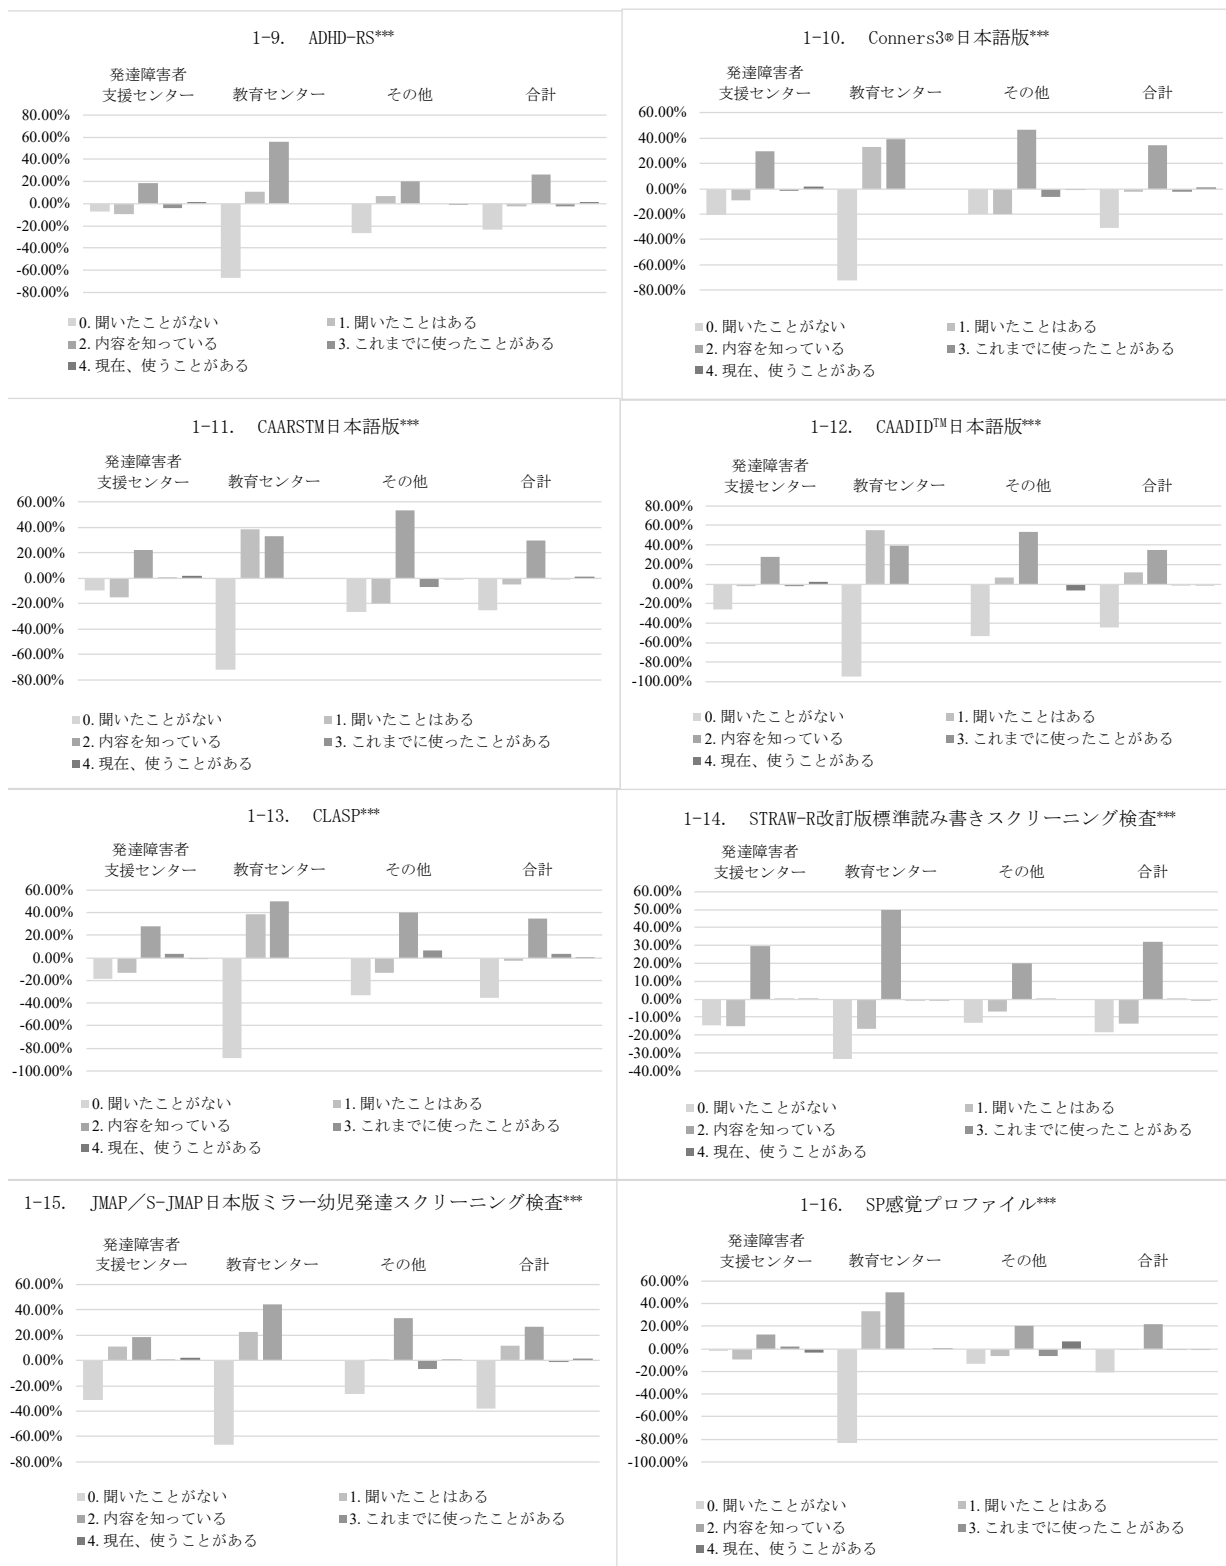 1-9. ADHD-RS***
発達障害者
支援センター 教育センター その他 合計
80.00%
60.00%
40.00%
20.00%
0.00%
-20.00%
-40.00%
-60.00%
-80.00%
■0. 聞いたことがない ■1. 聞いたことはある
■2. 内容を知っている ■3. これまでに使ったことがある
■4. 現在、使うことがある
1-10. Conners3®日本語版***
発達障害者
支援センター 教育センター その他 合計
60.00%
40.00%
20.00%
0.00%
-20.00%
-40.00%
-60.00%
-80.00%
■0. 聞いたことがない ■1. 聞いたことはある
■2. 内容を知っている ■3. これまでに使ったことがある
■4. 現在、使うことがある
1-11. CAARSTM日本語版***
発達障害者
支援センター 教育センター その他 合計
60.00%
40.00%
20.00%
0.00%
-20.00%
-40.00%
-60.00%
-80.00%
■0. 聞いたことがない ■1. 聞いたことはある
■2. 内容を知っている ■3. これまでに使ったことがある
■4. 現在、使うことがある
1-12. CAADID™日本語版***
発達障害者
支援センター 教育センター その他 合計
80.00%
60.00%
40.00%
20.00%
0.00%
-20.00%
-40.00%
-60.00%
-80.00%
-100.00%
■0. 聞いたことがない ■1. 聞いたことはある
■2. 内容を知っている ■3. これまでに使ったことがある
■4. 現在、使うことがある
1-13. CLASP***
発達障害者
支援センター 教育センター その他 合計
60.00%
40.00%
20.00%
0.00%
-20.00%
-40.00%
-60.00%
-80.00%
-100.00%
■0. 聞いたことがない ■1. 聞いたことはある
■2. 内容を知っている ■3. これまでに使ったことがある
■4. 現在、使うことがある
1-14. STRAW-R改訂版標準読み書きスクリーニング検査***
発達障害者
支援センター 教育センター その他 合計
60.00%
50.00%
40.00%
30.00%
20.00%
10.00%
0.00%
-10.00%
-20.00%
-30.00%
-40.00%
■0. 聞いたことがない ■1. 聞いたことはある
■2. 内容を知っている ■3. これまでに使ったことがある
■4. 現在、使うことがある
1-15. JMAP／S-JMAP日本版ミラー幼児発達スクリーニング検査***
発達障害者
支援センター 教育センター その他 合計
60.00%
40.00%
20.00%
0.00%
-20.00%
-40.00%
-60.00%
-80.00%
■0. 聞いたことがない ■1. 聞いたことはある
■2. 内容を知っている ■3. これまでに使ったことがある
■4. 現在、使うことがある
1-16. SP感覚プロファイル***
発達障害者
支援センター 教育センター その他 合計
60.00%
40.00%
20.00%
0.00%
-20.00%
-40.00%
-60.00%
-80.00%
-100.00%
■0. 聞いたことがない ■1. 聞いたことはある
■2. 内容を知っている ■3. これまでに使ったことがある
■4. 現在、使うことがある